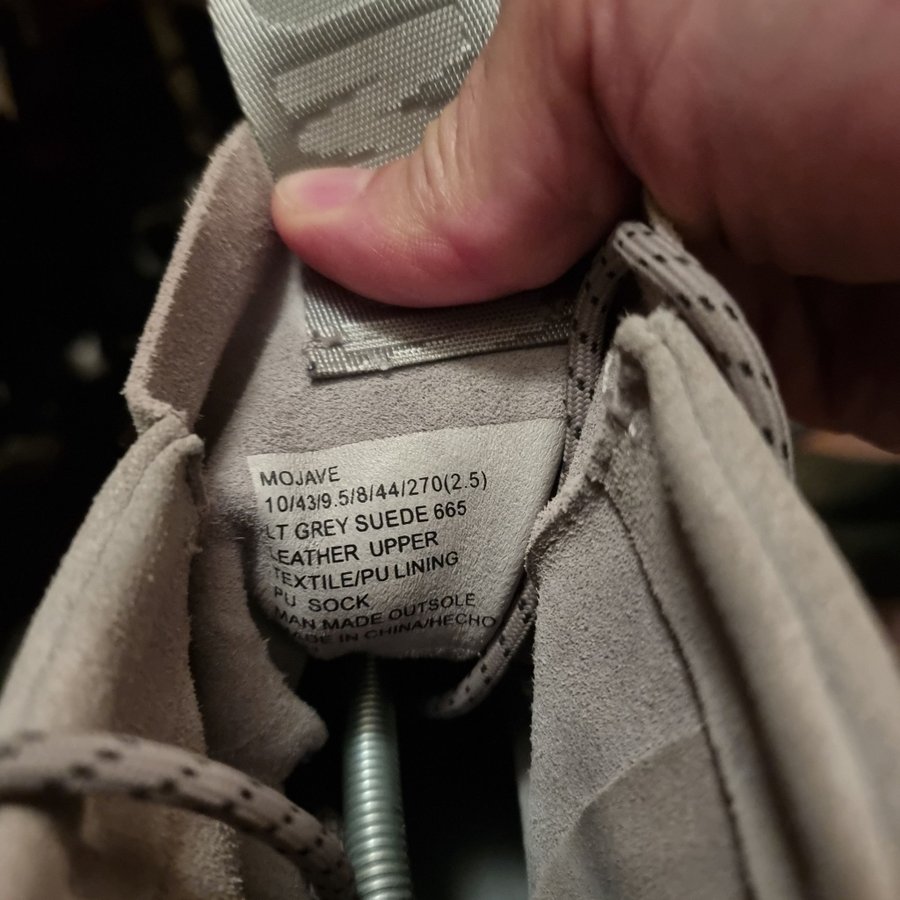 MOJAVE
10/43/9.5/8/44/270(2.5)
LT GREY SUEDE 665
LEATHER UPPER
TEXTILE/PU LINING
PU SOCK
MAN MADE OUTSOLE
MADE IN CHINA/HECHO